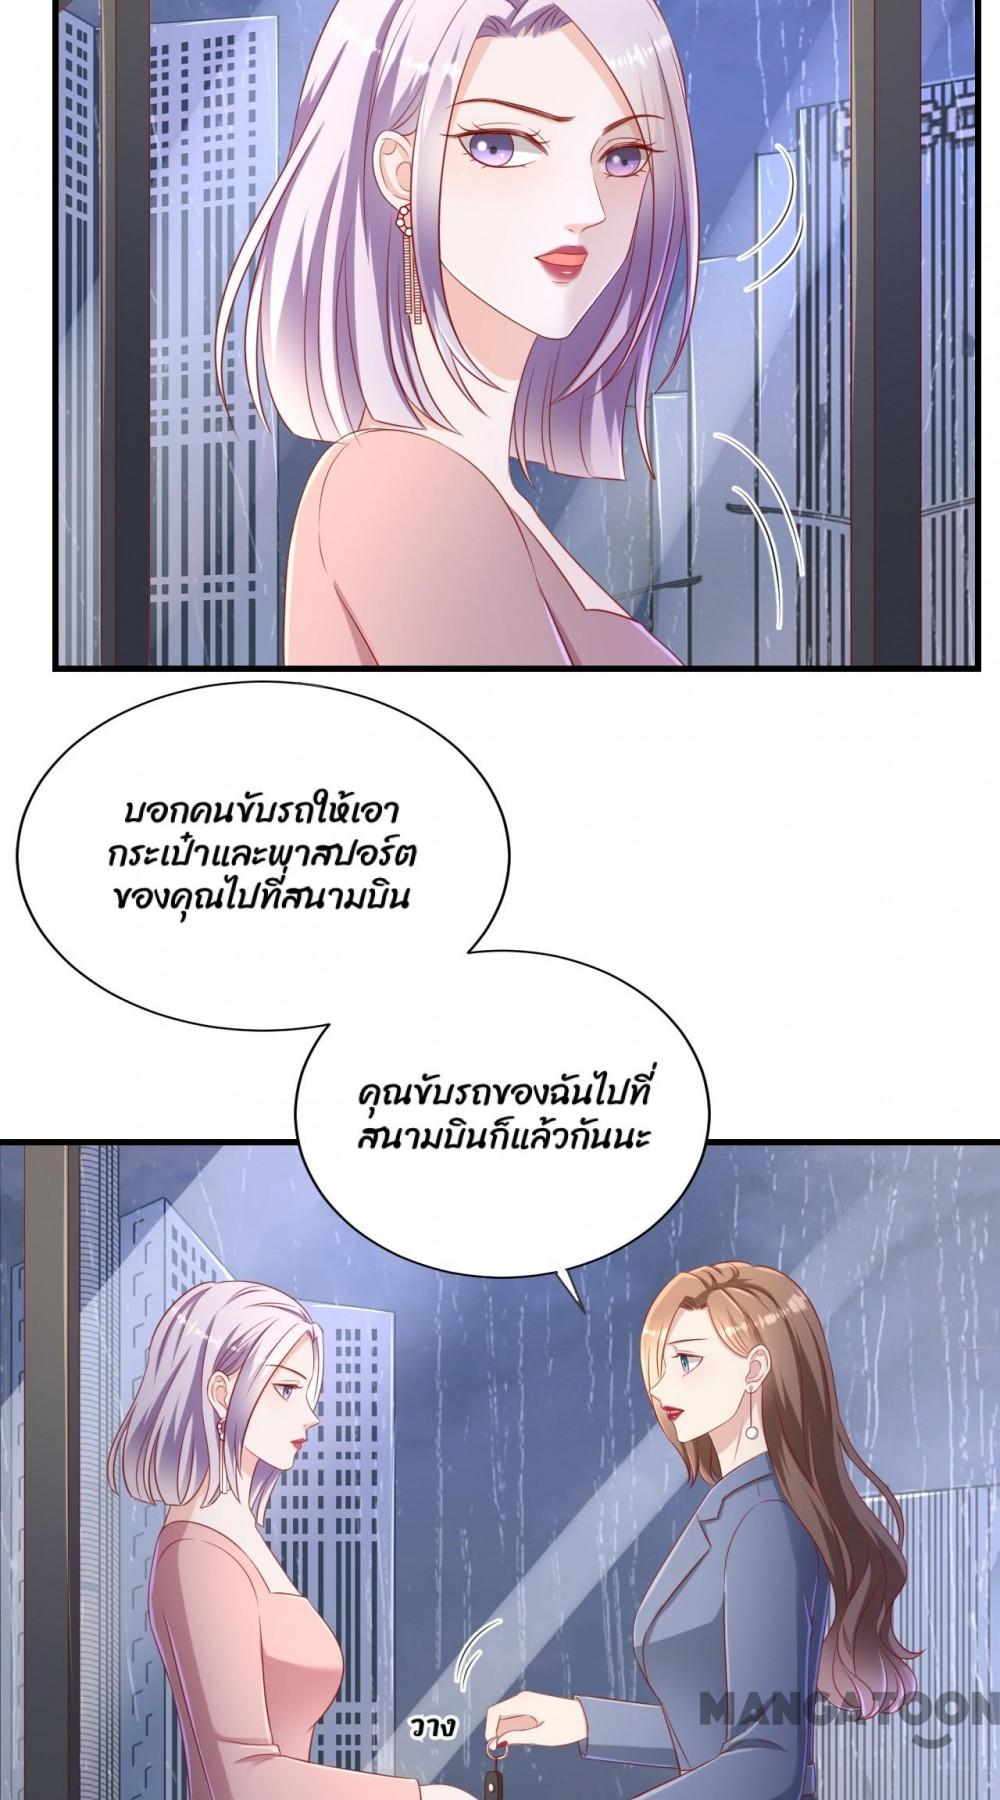 บอกคนขับรถให้เอา
กระเป๋าและพาสปอร์ต
ของคุณไปที่สนามบิน
คุณขับรถของฉันไปที่
สนามบินก็แล้วกันนะ
วาง
MANGATOON